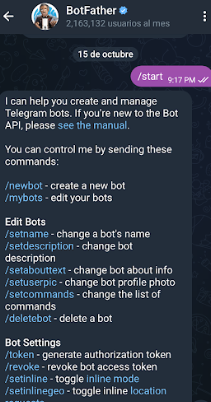 BotFather
2,163,132 usuarios al mes
15 de octubre
/start 9:17 PM
I can help you create and manage
Telegram bots. If you're new to the Bot
API, please see the manual.
You can control me by sending these
commands:
/newbot - create a new bot
/mybots - edit your bots
Edit Bots
/setname - change a bot's name
/setdescription - change bot
description
/setabouttext - change bot about info
/setuserpic - change bot profile photo
/setcommands - change the list of
commands
/deletebot - delete a bot
Bot Settings
/token - generate authorization token
/revoke - revoke bot access token
/setinline - toggle inline mode
/setinlinegeo - toggle inline location
requests